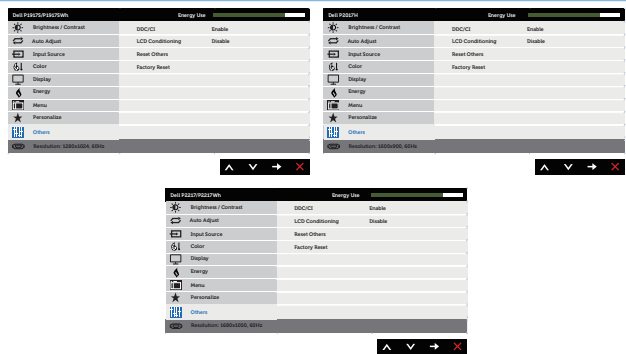 Dell P1917S/P1917SWh Energy Use
Brightness / Contrast DDC/CI Enable
Auto Adjust LCD Conditioning Disable
Input Source Reset Others
Color Factory Reset
Display
Energy
Menu
Personalize
Others
Resolution: 1280x1024, 60Hz
Dell P2017H Energy Use
Brightness / Contrast DDC/CI Enable
Auto Adjust LCD Conditioning Disable
Input Source Reset Others
Color Factory Reset
Display
Energy
Menu
Personalize
Others
Resolution: 1600x900, 60Hz
Dell P2217/P2217Wh Energy Use
Brightness / Contrast DDC/CI Enable
Auto Adjust LCD Conditioning Disable
Input Source Reset Others
Color Factory Reset
Display
Energy
Menu
Personalize
Others
Resolution: 1680x1050, 60Hz